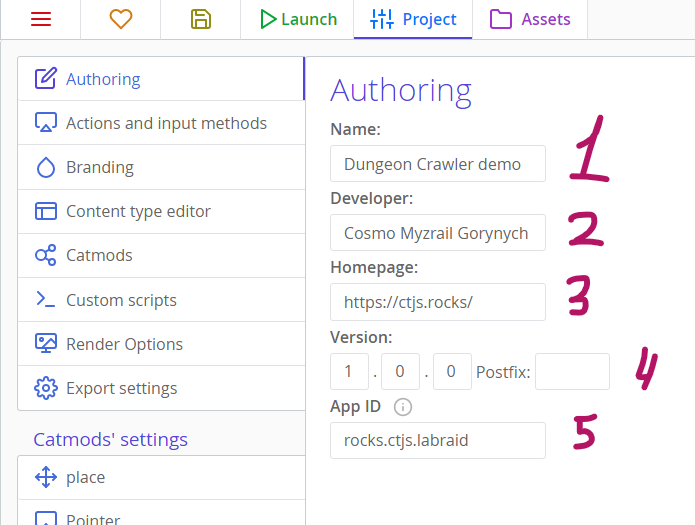 Launch
Project
Assets
Authoring
Actions and input methods
Branding
Content type editor
Catmods
Custom scripts
Render Options
Export settings
Catmods' settings
place
Pointer
Authoring
Name:
Dungeon Crawler demo
1
Developer:
Cosmo Myzrail Gorynych
2
Homepage:
https://ctjs.rocks/
3
Version:
1 . 0 . 0 Postfix:
4
App ID
rocks.ctjs.labraid
5